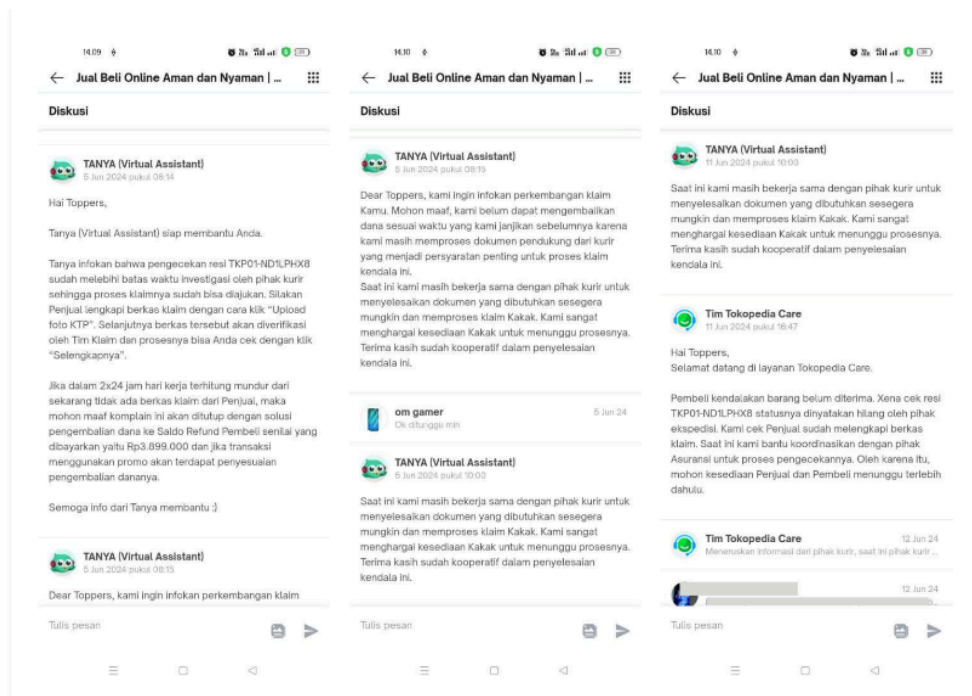 14.09
Jual Beli Online Aman dan Nyaman | ...
Diskusi
TANYA (Virtual Assistant)
5 Jun 2024 pukul 08:14
Hai Toppers,
Tanya (Virtual Assistant) siap membantu Anda.
Tanya infokan bahwa pengecekan resi TKP01-ND1LPHX8
sudah melebihi batas waktu investigasi oleh pihak kurir
sehingga proses klaimnya sudah bisa diajukan. Silakan
Penjual lengkapi berkas klaim dengan cara klik “Upload
foto KTP”. Selanjutnya berkas tersebut akan diverifikasi
oleh Tim Klaim dan prosesnya bisa Anda cek dengan klik
“Selengkapnya”.
Jika dalam 2x24 jam hari kerja terhitung mundur dari
sekarang tidak ada berkas klaim dari Penjual, maka
mohon maaf komplain ini akan ditutup dengan solusi
pengembalian dana ke Saldo Refund Pembeli senilai yang
dibayarkan yaitu Rp3.899.000 dan jika transaksi
menggunakan promo akan terdapat penyesuaian
pengembalian dananya.
Semoga info dari Tanya membantu :)
TANYA (Virtual Assistant)
5 Jun 2024 pukul 08:15
Dear Toppers, kami ingin infokan perkembangan klaim
Tulis pesan
14.10
Jual Beli Online Aman dan Nyaman | ...
Diskusi
TANYA (Virtual Assistant)
5 Jun 2024 pukul 08:15
Dear Toppers, kami ingin infokan perkembangan klaim
Kamu. Mohon maaf, kami belum dapat mengembalikan
dana sesuai waktu yang kami janjikan sebelumnya karena
kami masih memproses dokumen pendukung dari kurir
yang menjadi persyaratan penting untuk proses klaim
kendala ini.
Saat ini kami masih bekerja sama dengan pihak kurir untuk
menyelesaikan dokumen yang dibutuhkan sesegera
mungkin dan memproses klaim Kakak. Kami sangat
menghargai kesediaan Kakak untuk menunggu prosesnya.
Terima kasih sudah kooperatif dalam penyelesaian
kendala ini.
om gamer
5 Jun 24
Ok ditunggu min
TANYA (Virtual Assistant)
5 Jun 2024 pukul 10:00
Saat ini kami masih bekerja sama dengan pihak kurir untuk
menyelesaikan dokumen yang dibutuhkan sesegera
mungkin dan memproses klaim Kakak. Kami sangat
menghargai kesediaan Kakak untuk menunggu prosesnya.
Terima kasih sudah kooperatif dalam penyelesaian
kendala ini.
Tulis pesan
14.10
Jual Beli Online Aman dan Nyaman | ...
Diskusi
TANYA (Virtual Assistant)
11 Jun 2024 pukul 10:00
Saat ini kami masih bekerja sama dengan pihak kurir untuk
menyelesaikan dokumen yang dibutuhkan sesegera
mungkin dan memproses klaim Kakak. Kami sangat
menghargai kesediaan Kakak untuk menunggu prosesnya.
Terima kasih sudah kooperatif dalam penyelesaian
kendala ini.
Tim Tokopedia Care
11 Jun 2024 pukul 16:47
Hai Toppers,
Selamat datang di layanan Tokopedia Care.
Pembeli kendalakan barang belum diterima. Xena cek resi
TKP01-ND1LPHX8 statusnya dinyatakan hilang oleh pihak
ekspedisi. Kami cek Penjual sudah melengkapi berkas
klaim. Saat ini kami bantu koordinasikan dengan pihak
Asuransi untuk proses pengecekannya. Oleh karena itu,
mohon kesediaan Penjual dan Pembeli menunggu terlebih
dahulu.
Tim Tokopedia Care
12 Jun 24
Meneruskan informasi dari pihak kurir, saat ini pihak kurir ...
12 Jun 24
Tulis pesan